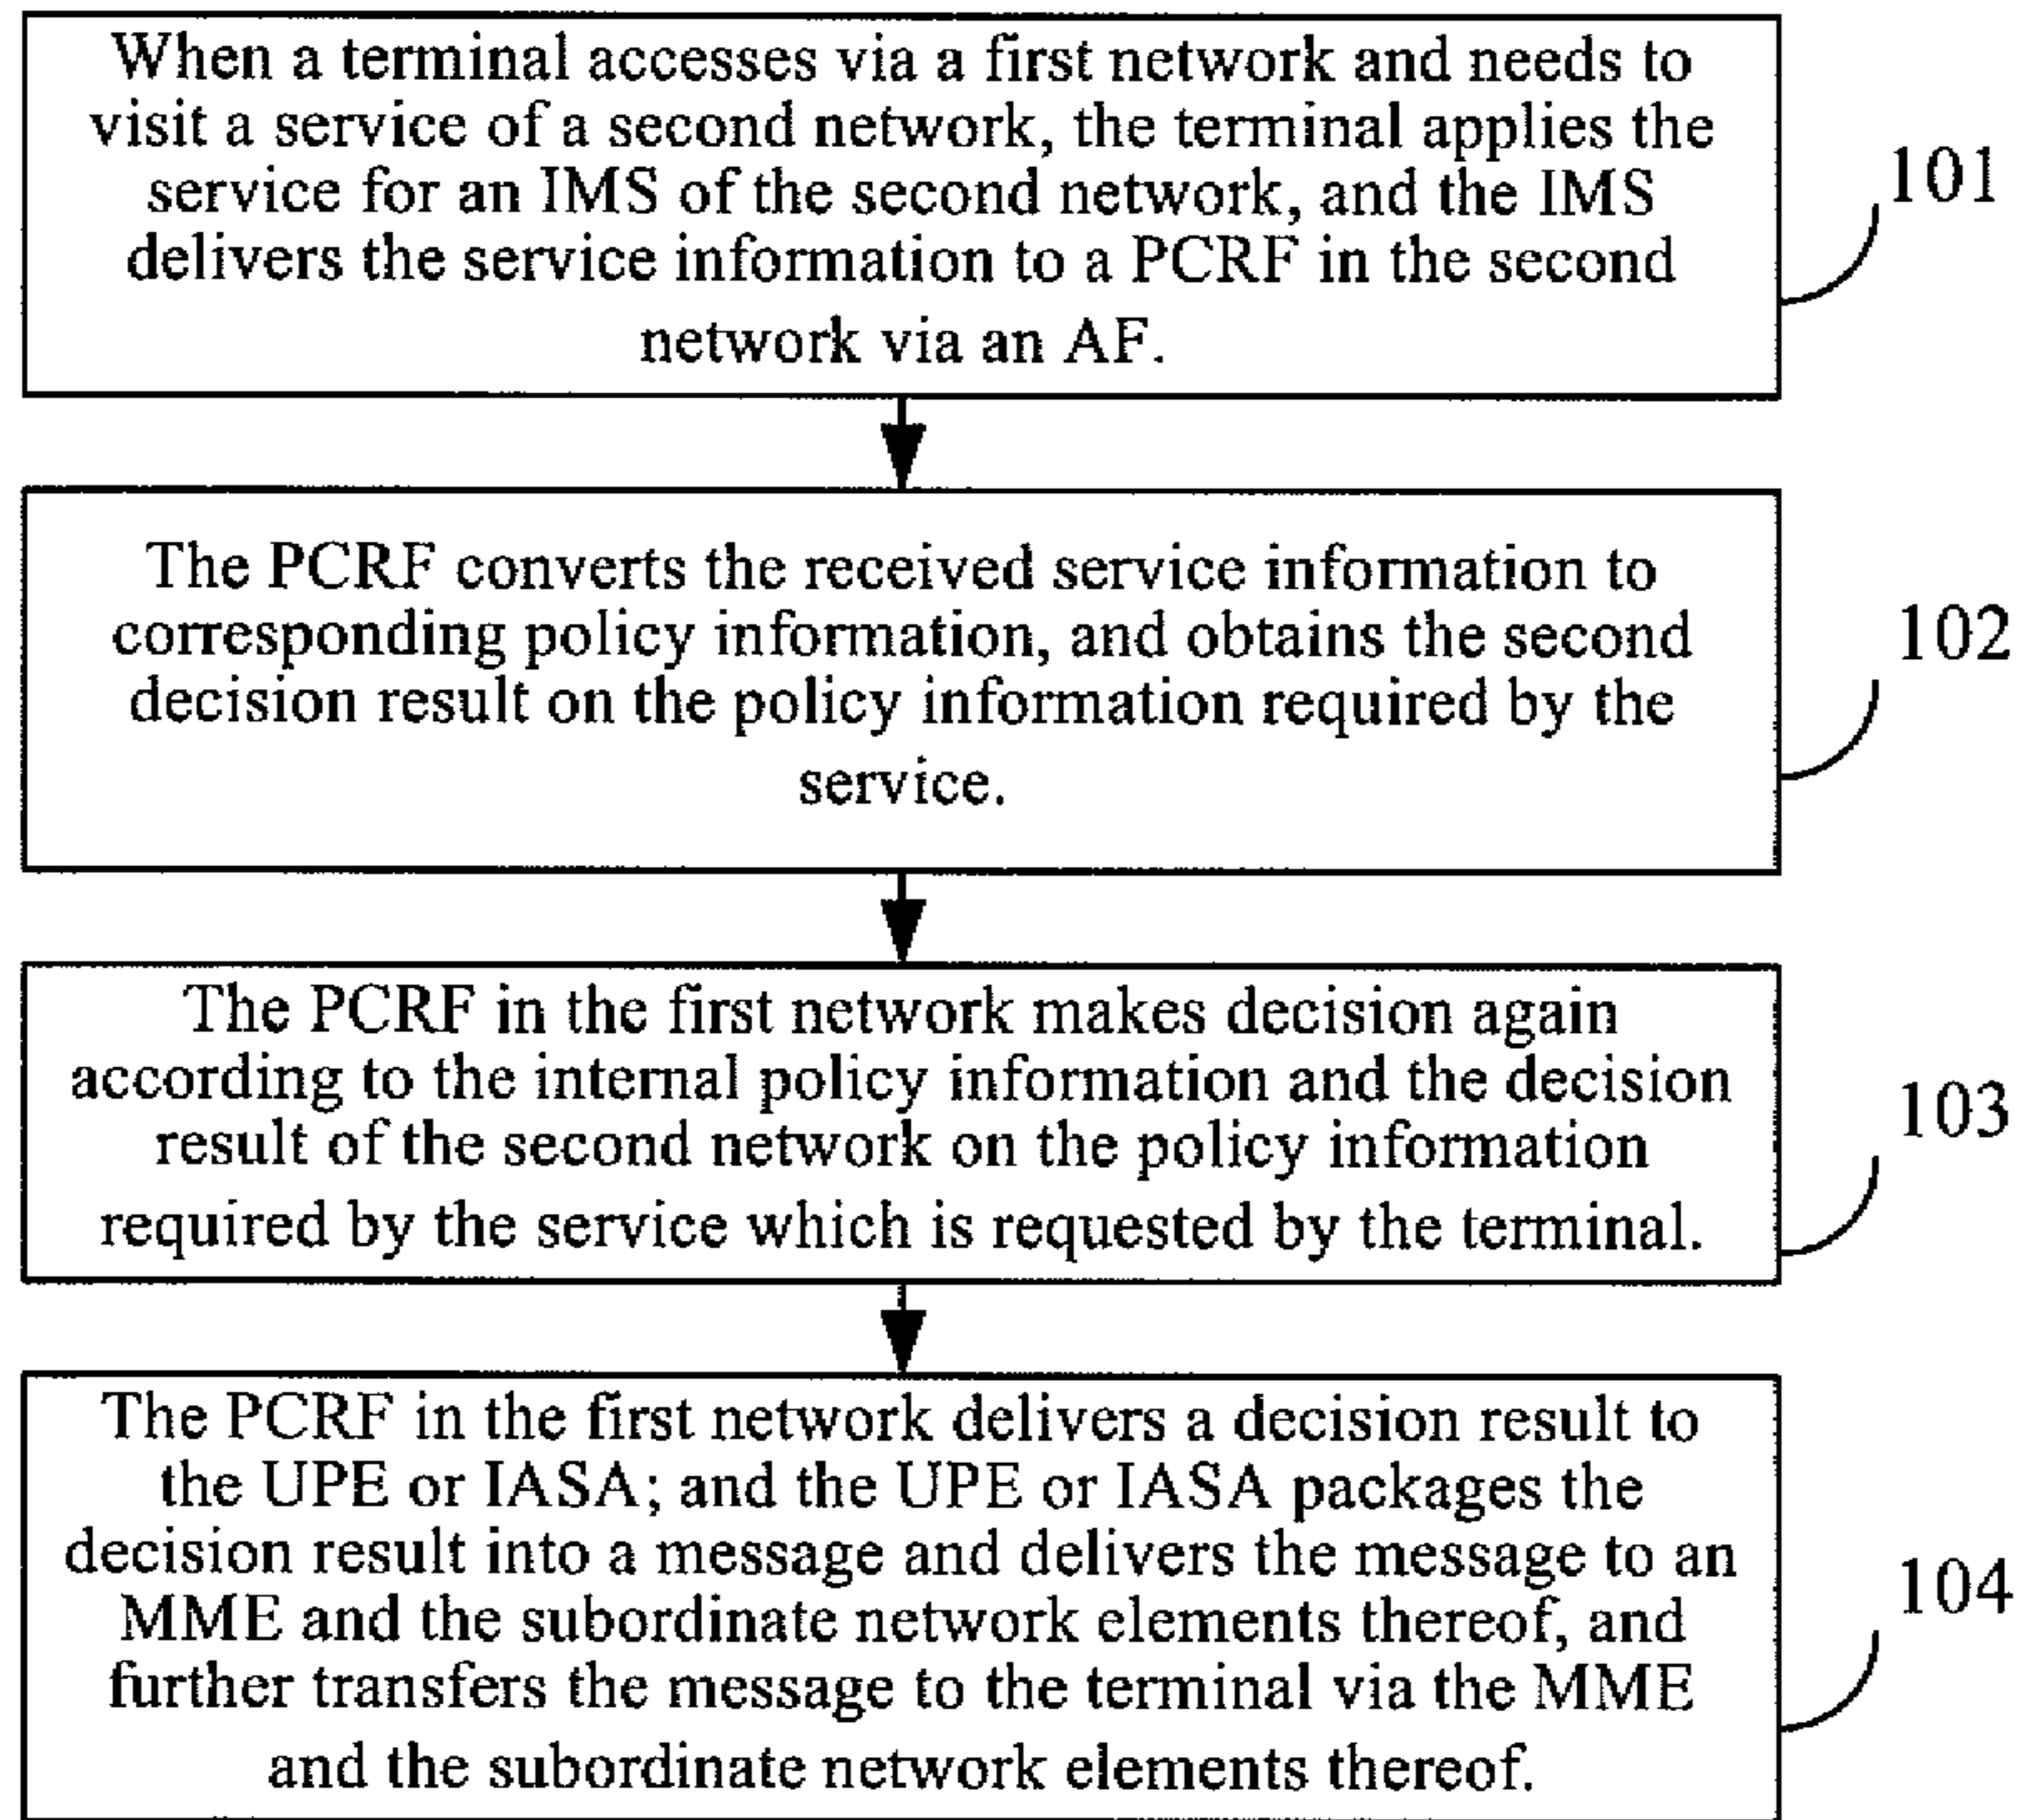 When a terminal accesses via a first network and needs to
visit a service of a second network, the terminal applies the
service for an IMS of the second network, and the IMS
delivers the service information to a PCRF in the second
network via an AF.
101
The PCRF converts the received service information to
corresponding policy information, and obtains the second
decision result on the policy information required by the
service.
102
The PCRF in the first network makes decision again
according to the internal policy information and the decision
result of the second network on the policy information
required by the service which is requested by the terminal.
103
The PCRF in the first network delivers a decision result to
the UPE or IASA; and the UPE or IASA packages the
decision result into a message and delivers the message to an
MME and the subordinate network elements thereof, and
further transfers the message to the terminal via the MME
and the subordinate network elements thereof.
104